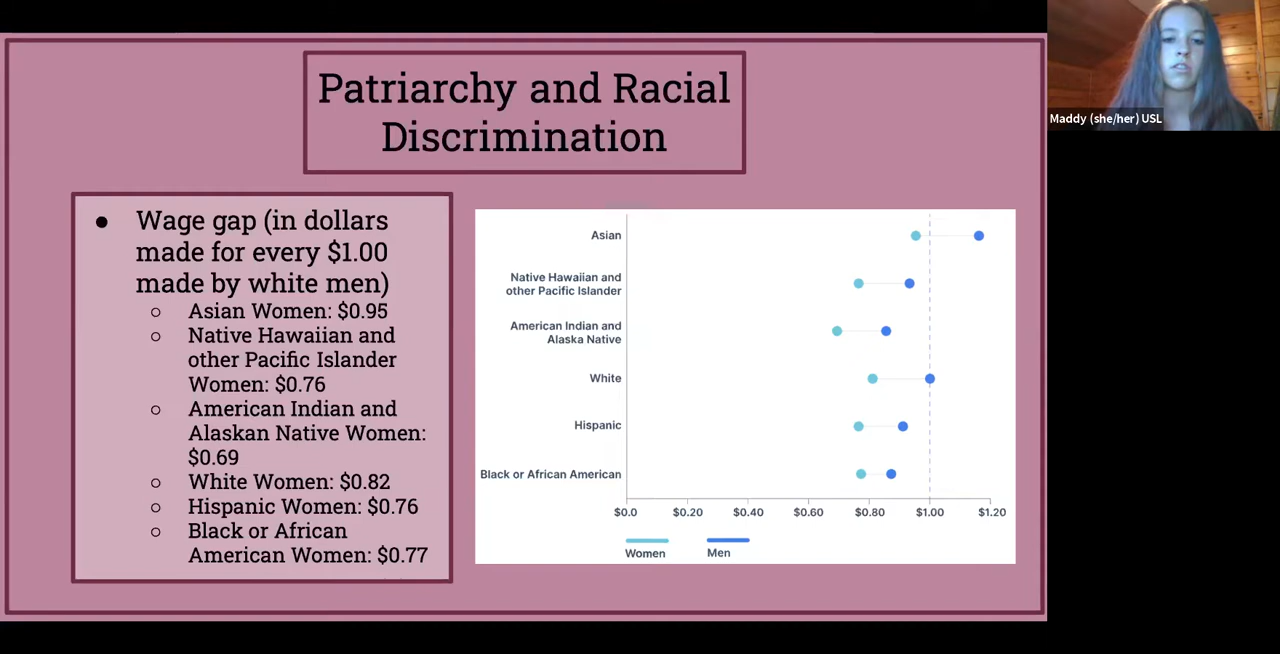 Patriarchy and Racial
Discrimination
Maddy (she/her) USL
● Wage gap (in dollars
made for every $1.00
made by white men)
○ Asian Women: $0.95
○ Native Hawaiian and
other Pacific Islander
Women: $0.76
○ American Indian and
Alaskan Native Women:
$0.69
○ White Women: $0.82
○ Hispanic Women: $0.76
○ Black or African
American Women: $0.77
Asian
Native Hawaiian and
other Pacific Islander
American Indian and
Alaska Native
White
Hispanic
Black or African American
$0.0 $0.20 $0.40 $0.60 $0.80 $1.00 $1.20
Women Men